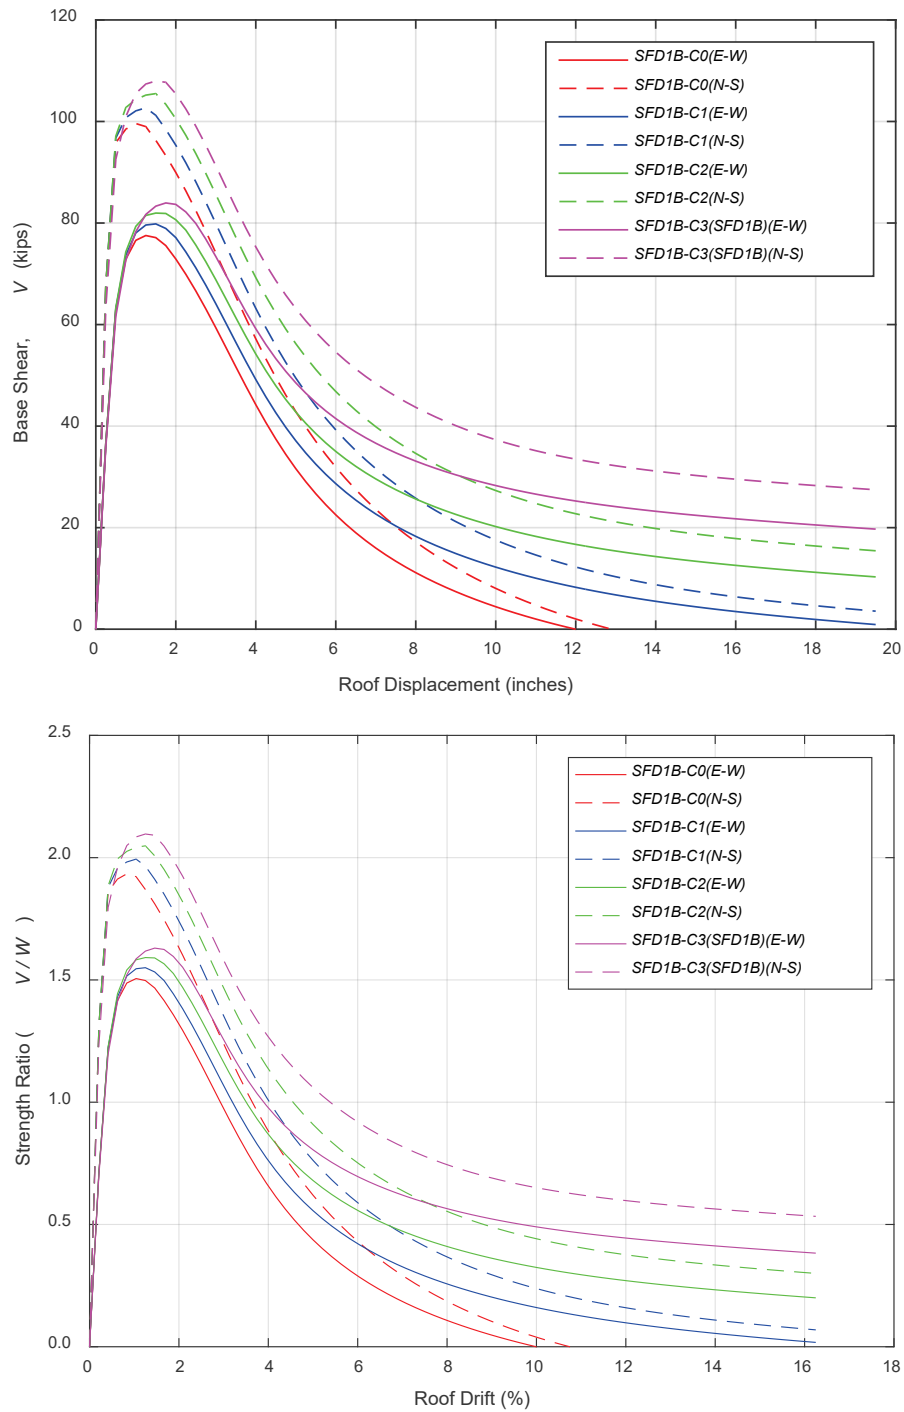 120
100
80
60
40
20
0
Base Shear, V (kips)
SFD1B-C0(E-W)
SFD1B-C0(N-S)
SFD1B-C1(E-W)
SFD1B-C1(N-S)
SFD1B-C2(E-W)
SFD1B-C2(N-S)
SFD1B-C3(SFD1B)(E-W)
SFD1B-C3(SFD1B)(N-S)
0 2 4 6 8 10 12 14 16 18 20
Roof Displacement (inches)
2.5
2.0
1.5
1.0
0.5
0.0
Strength Ratio ( V / W )
SFD1B-C0(E-W)
SFD1B-C0(N-S)
SFD1B-C1(E-W)
SFD1B-C1(N-S)
SFD1B-C2(E-W)
SFD1B-C2(N-S)
SFD1B-C3(SFD1B)(E-W)
SFD1B-C3(SFD1B)(N-S)
0 2 4 6 8 10 12 14 16 18
Roof Drift (%)